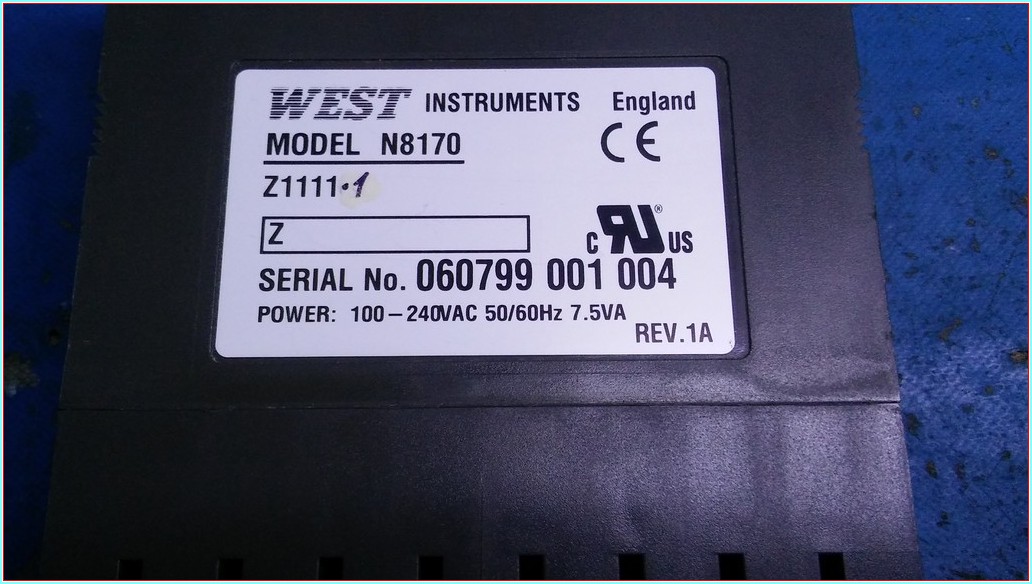 WEST INSTRUMENTS England
MODEL N8170
CE
Z1111.1
Z
C RU® US
SERIAL No. 060799 001 004
POWER: 100-240VAC 50/60Hz 7.5VA
REV.1A